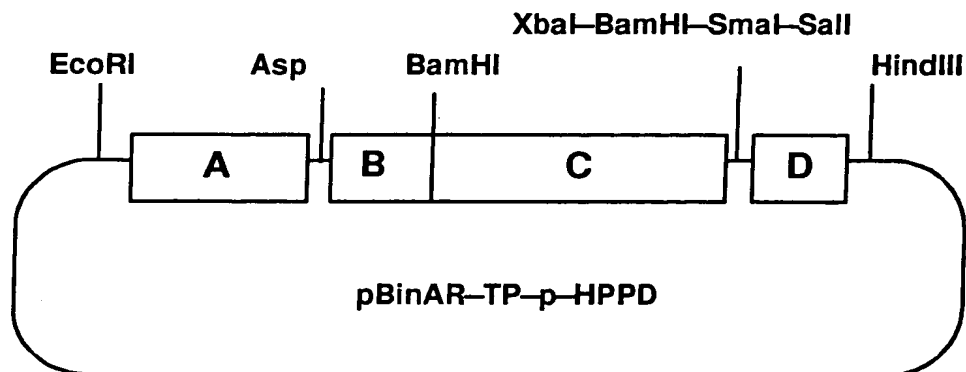 XbaI–BamHI–SmaI–SalI
EcoRI Asp BamHI HindIII
A B C D
pBinAR–TP–p–HPPD